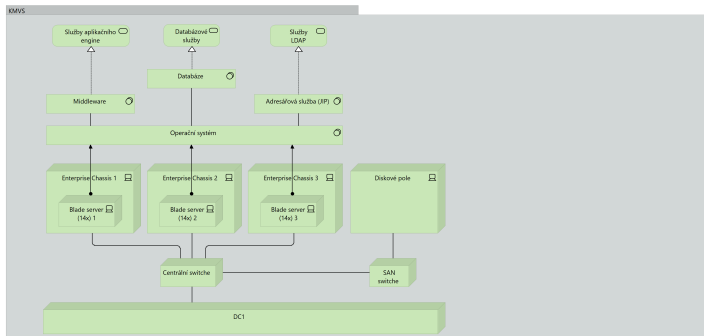 KMVS
Služby aplikačního
engine
Databázové
služby
Služby
LDAP
Databáze
Middleware
Adresářová služba (JIP)
Operační systém
Enterprise Chassis 1
Enterprise Chassis 2
Enterprise Chassis 3
Diskové pole
Blade server
(14x) 1
Blade server
(14x) 2
Blade server
(14x) 3
Centrální switche
SAN
switche
DC1